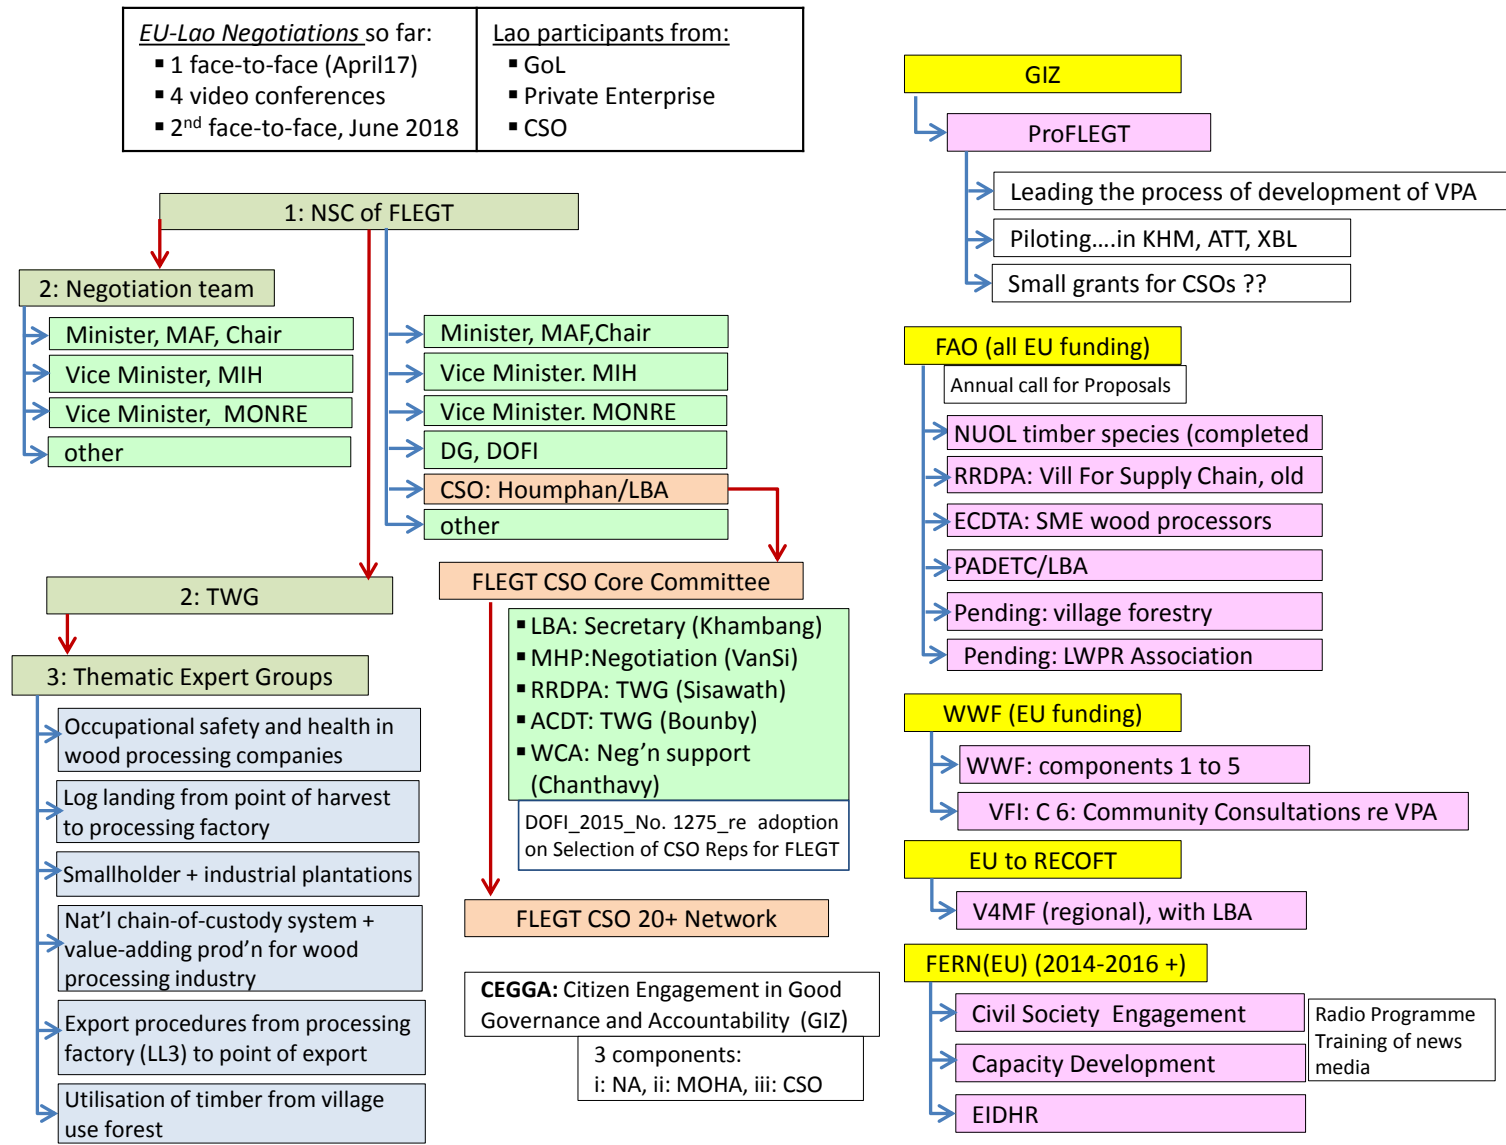 EU-Lao Negotiations so far:
▪ 1 face-to-face (April17)
▪ 4 video conferences
▪ 2nd face-to-face, June 2018
Lao participants from:
▪ GoL
▪ Private Enterprise
▪ CSO
1: NSC of FLEGT
2: Negotiation team
Minister, MAF, Chair
Vice Minister, MIH
Vice Minister, MONRE
other
Minister, MAF,Chair
Vice Minister. MIH
Vice Minister. MONRE
DG, DOFI
CSO: Houmphan/LBA
other
2: TWG
3: Thematic Expert Groups
Occupational safety and health in
wood processing companies
Log landing from point of harvest
to processing factory
Smallholder + industrial plantations
Nat’l chain-of-custody system +
value-adding prod’n for wood
processing industry
Export procedures from processing
factory (LL3) to point of export
Utilisation of timber from village
use forest
FLEGT CSO Core Committee
▪ LBA: Secretary (Khambang)
▪ MHP:Negotiation (VanSi)
▪ RRDPA: TWG (Sisawath)
▪ ACDT: TWG (Bounby)
▪ WCA: Neg’n support
(Chanthavy)
DOFI_2015_No. 1275_re adoption
on Selection of CSO Reps for FLEGT
FLEGT CSO 20+ Network
CEGGA: Citizen Engagement in Good
Governance and Accountability (GIZ)
3 components:
i: NA, ii: MOHA, iii: CSO
GIZ
ProFLEGT
Leading the process of development of VPA
Piloting....in KHM, ATT, XBL
Small grants for CSOs ??
FAO (all EU funding)
Annual call for Proposals
NUOL timber species (completed
RRDPA: Vill For Supply Chain, old
ECDTA: SME wood processors
PADETC/LBA
Pending: village forestry
Pending: LWPR Association
WWF (EU funding)
WWF: components 1 to 5
VFI: C 6: Community Consultations re VPA
EU to RECOFT
V4MF (regional), with LBA
FERN(EU) (2014-2016 +)
Civil Society Engagement
Capacity Development
EIDHR
Radio Programme
Training of news
media